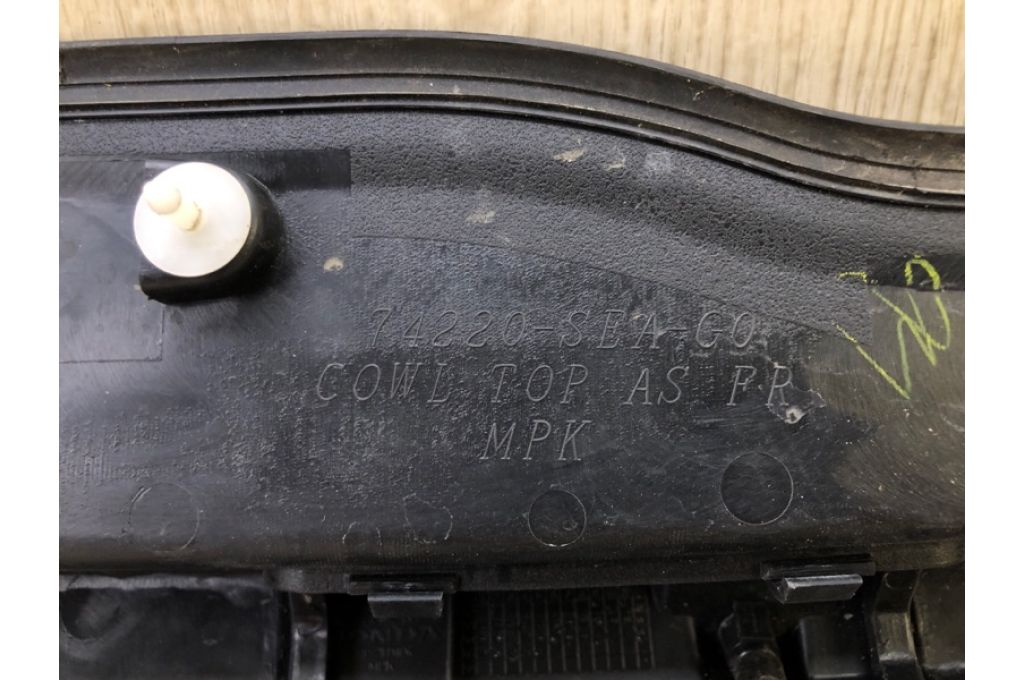 74220-SEA-G0
COWL TOP AS FR
MPK